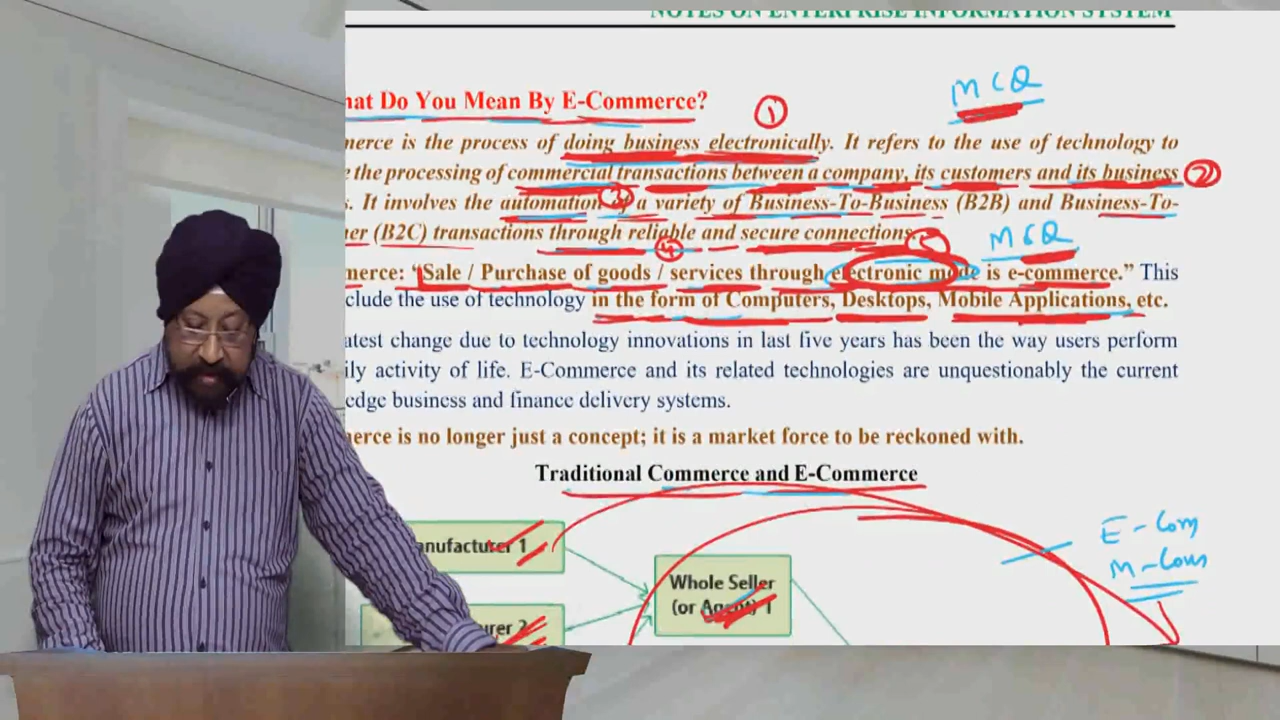 NOTES ON ENTERPRISE INFORMATION SYSTEM
MCQ
hat Do You Mean By E-Commerce?
1
merce is the process of doing business electronically. It refers to the use of technology to
the processing of commercial transactions between a company, its customers and its business
2
s. It involves the automation of a variety of Business-To-Business (B2B) and Business-To-
3
er (B2C) transactions through reliable and secure connections.
4
MCQ
merce: “Sale / Purchase of goods / services through electronic mode is e-commerce.” This
clude the use of technology in the form of Computers, Desktops, Mobile Applications, etc.
atest change due to technology innovations in last five years has been the way users perform
ily activity of life. E-Commerce and its related technologies are unquestionably the current
edge business and finance delivery systems.
erce is no longer just a concept; it is a market force to be reckoned with.
Traditional Commerce and E-Commerce
E-Com
M-Com
anufacturer 1
Whole Seller
(or Agent) 1
urer 2